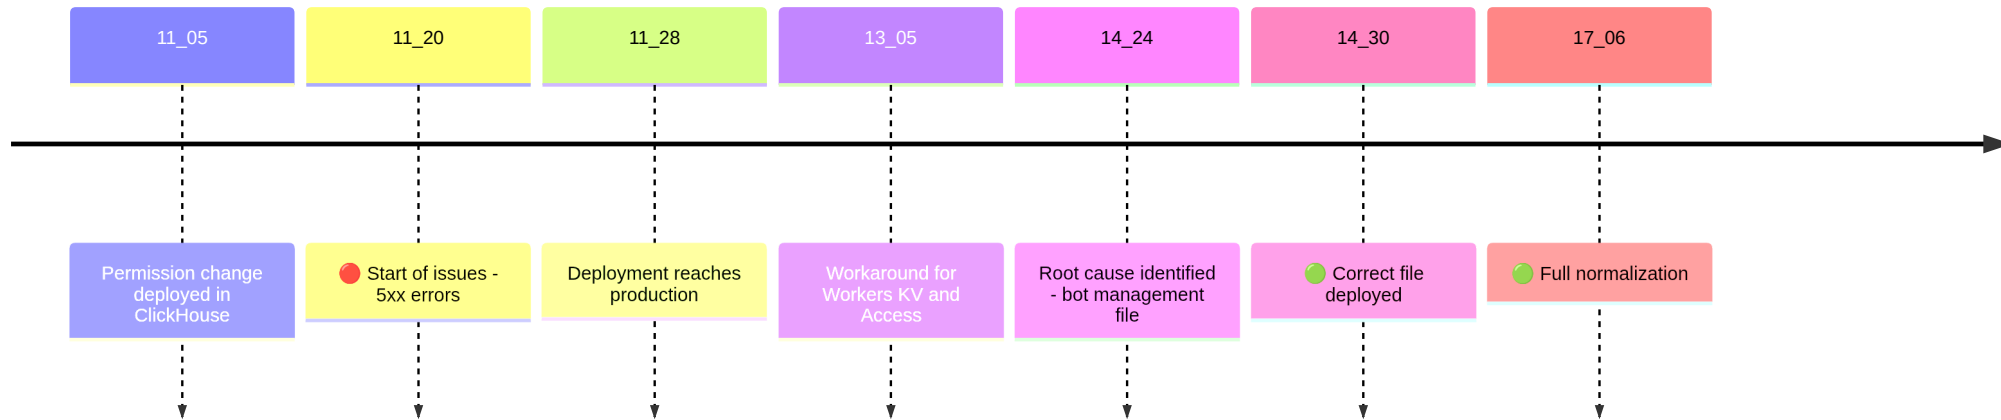 11_05
11_20
11_28
13_05
14_24
14_30
17_06
Permission change
deployed in
ClickHouse
🔴 Start of issues -
5xx errors
Deployment reaches
production
Workaround for
Workers KV and
Access
Root cause identified
- bot management
file
🟢 Correct file
deployed
🟢 Full normalization